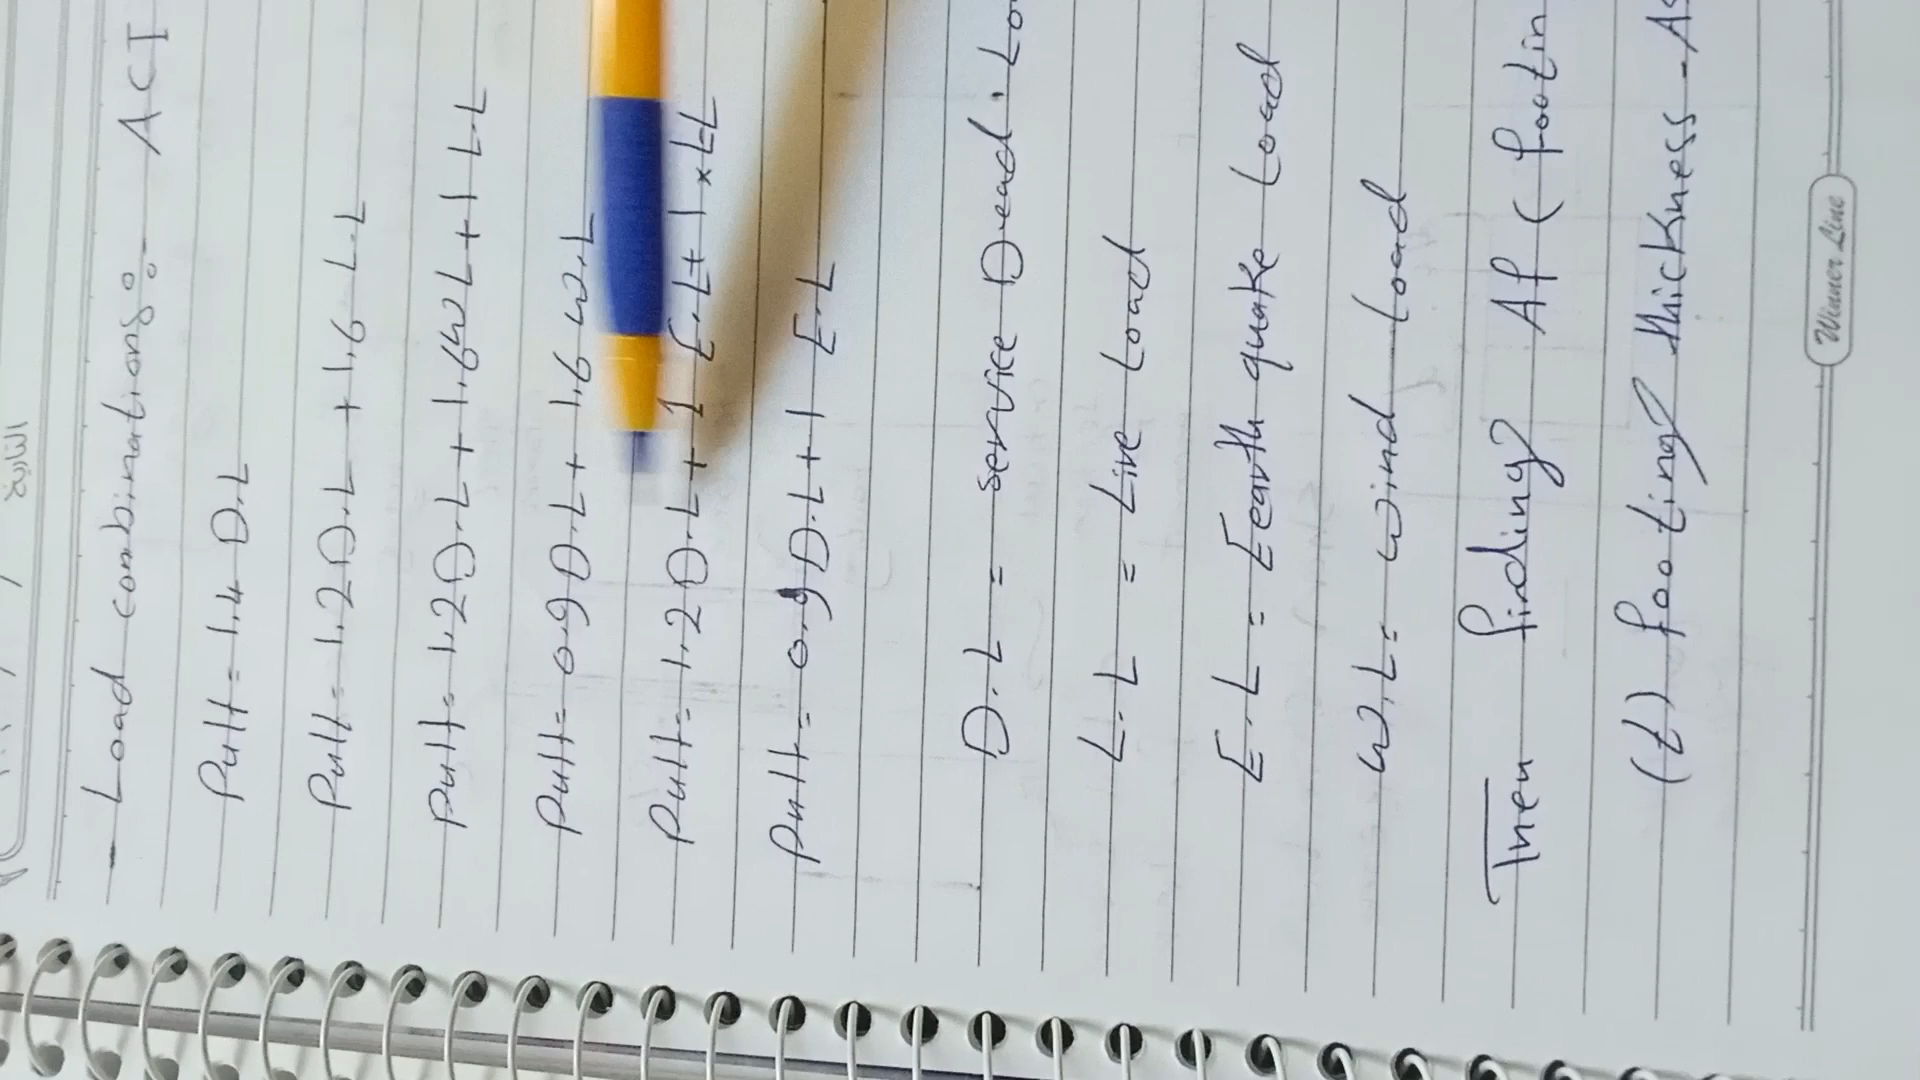 الثانية
- Load combinations:- ACI
Pult = 1.4 D.L
Pult = 1.2 D.L + 1.6 L.L
Pult = 1.2 D.L + 1.6 W L + 1 L.L
Pult = 0.9 D.L + 1.6 W.L
Pult = 1.2 D.L + 1 E.L + 1 * LL
Pult = 0.9 D.L + 1 E.L
D.L = service Dead. Lo
L.L = Live Load
E.L = Earth quake Load
W.L = wind Load
Then finding Af ( footin
(t) footing thickness - As
Winner Line